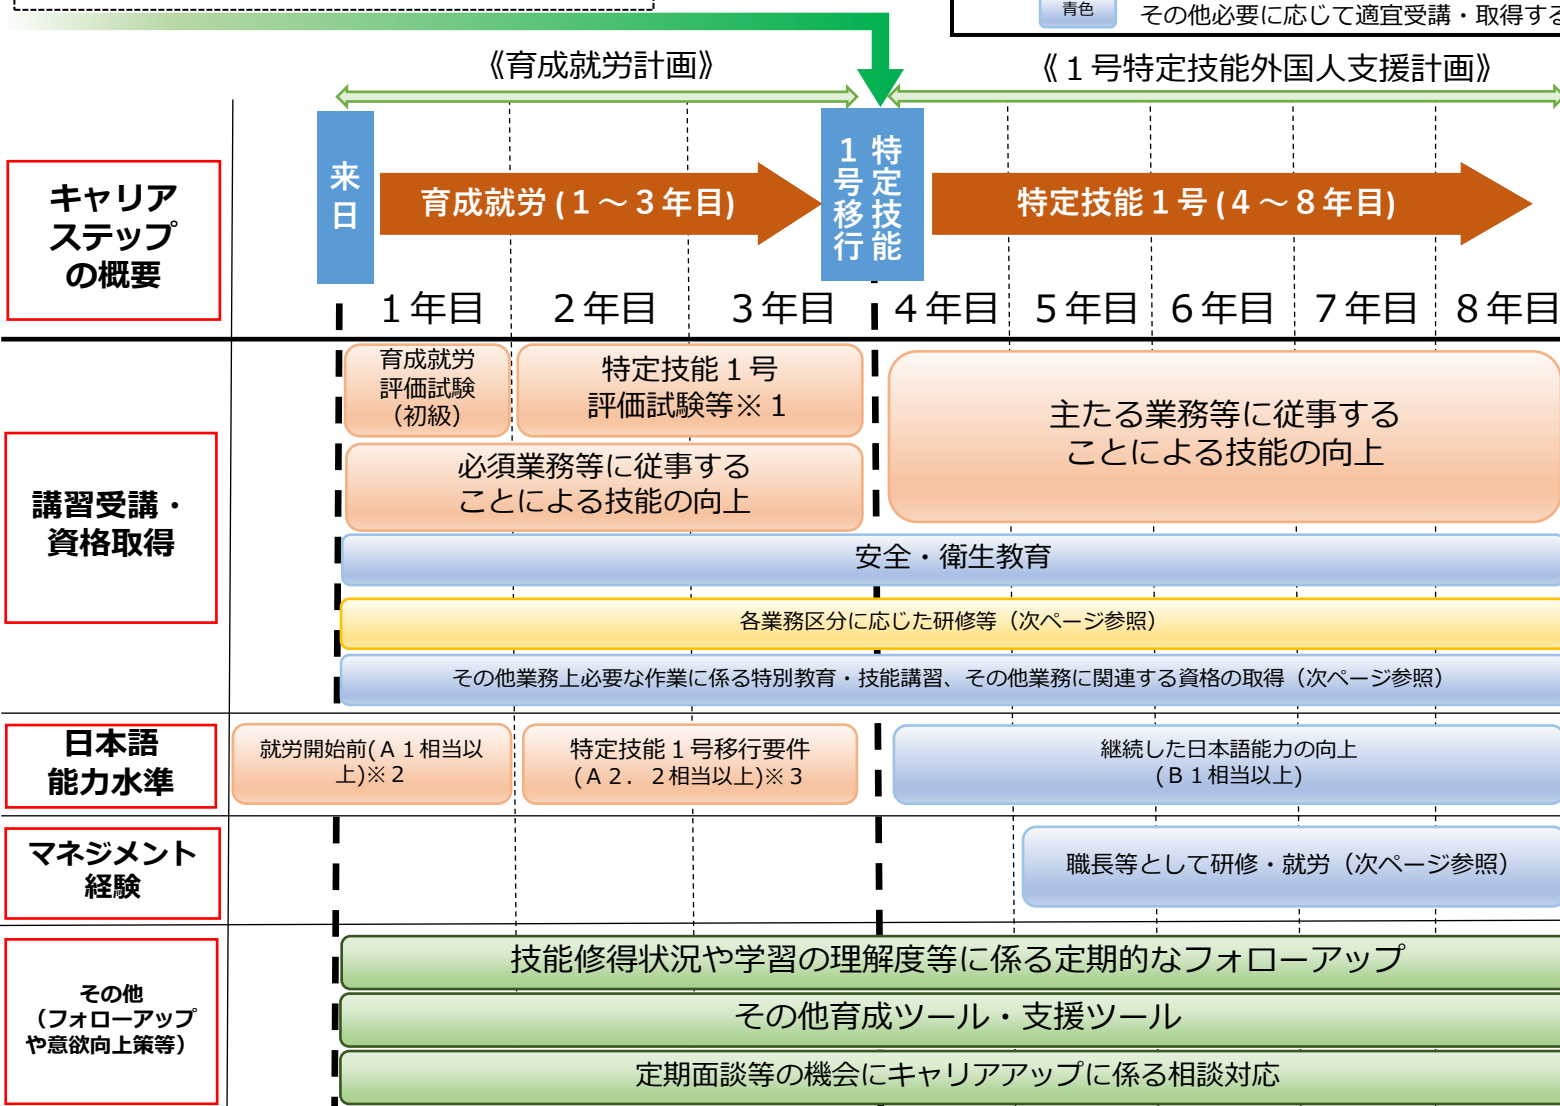 青色
その他必要に応じて適宜受講・取得する
《育成就労計画》
《１号特定技能外国人支援計画》
キャリア
ステップ
の概要
来日
育成就労(１～３年目)
特定技能
１号移行
特定技能１号(４～８年目)
１年目
２年目
３年目
４年目
５年目
６年目
７年目
８年目
講習受講・
資格取得
育成就労
評価試験
（初級）
特定技能１号
評価試験等※１
必須業務等に従事する
ことによる技能の向上
主たる業務等に従事する
ことによる技能の向上
安全・衛生教育
各業務区分に応じた研修等（次ページ参照）
その他業務上必要な作業に係る特別教育・技能講習、その他業務に関連する資格の取得（次ページ参照）
日本語
能力水準
就労開始前(Ａ１相当以
上)※２
特定技能１号移行要件
(Ａ２．２相当以上)※３
継続した日本語能力の向上
(Ｂ１相当以上)
マネジメント
経験
職長等として研修・就労（次ページ参照）
その他
（フォローアップ
や意欲向上策等）
技能修得状況や学習の理解度等に係る定期的なフォローアップ
その他育成ツール・支援ツール
定期面談等の機会にキャリアアップに係る相談対応